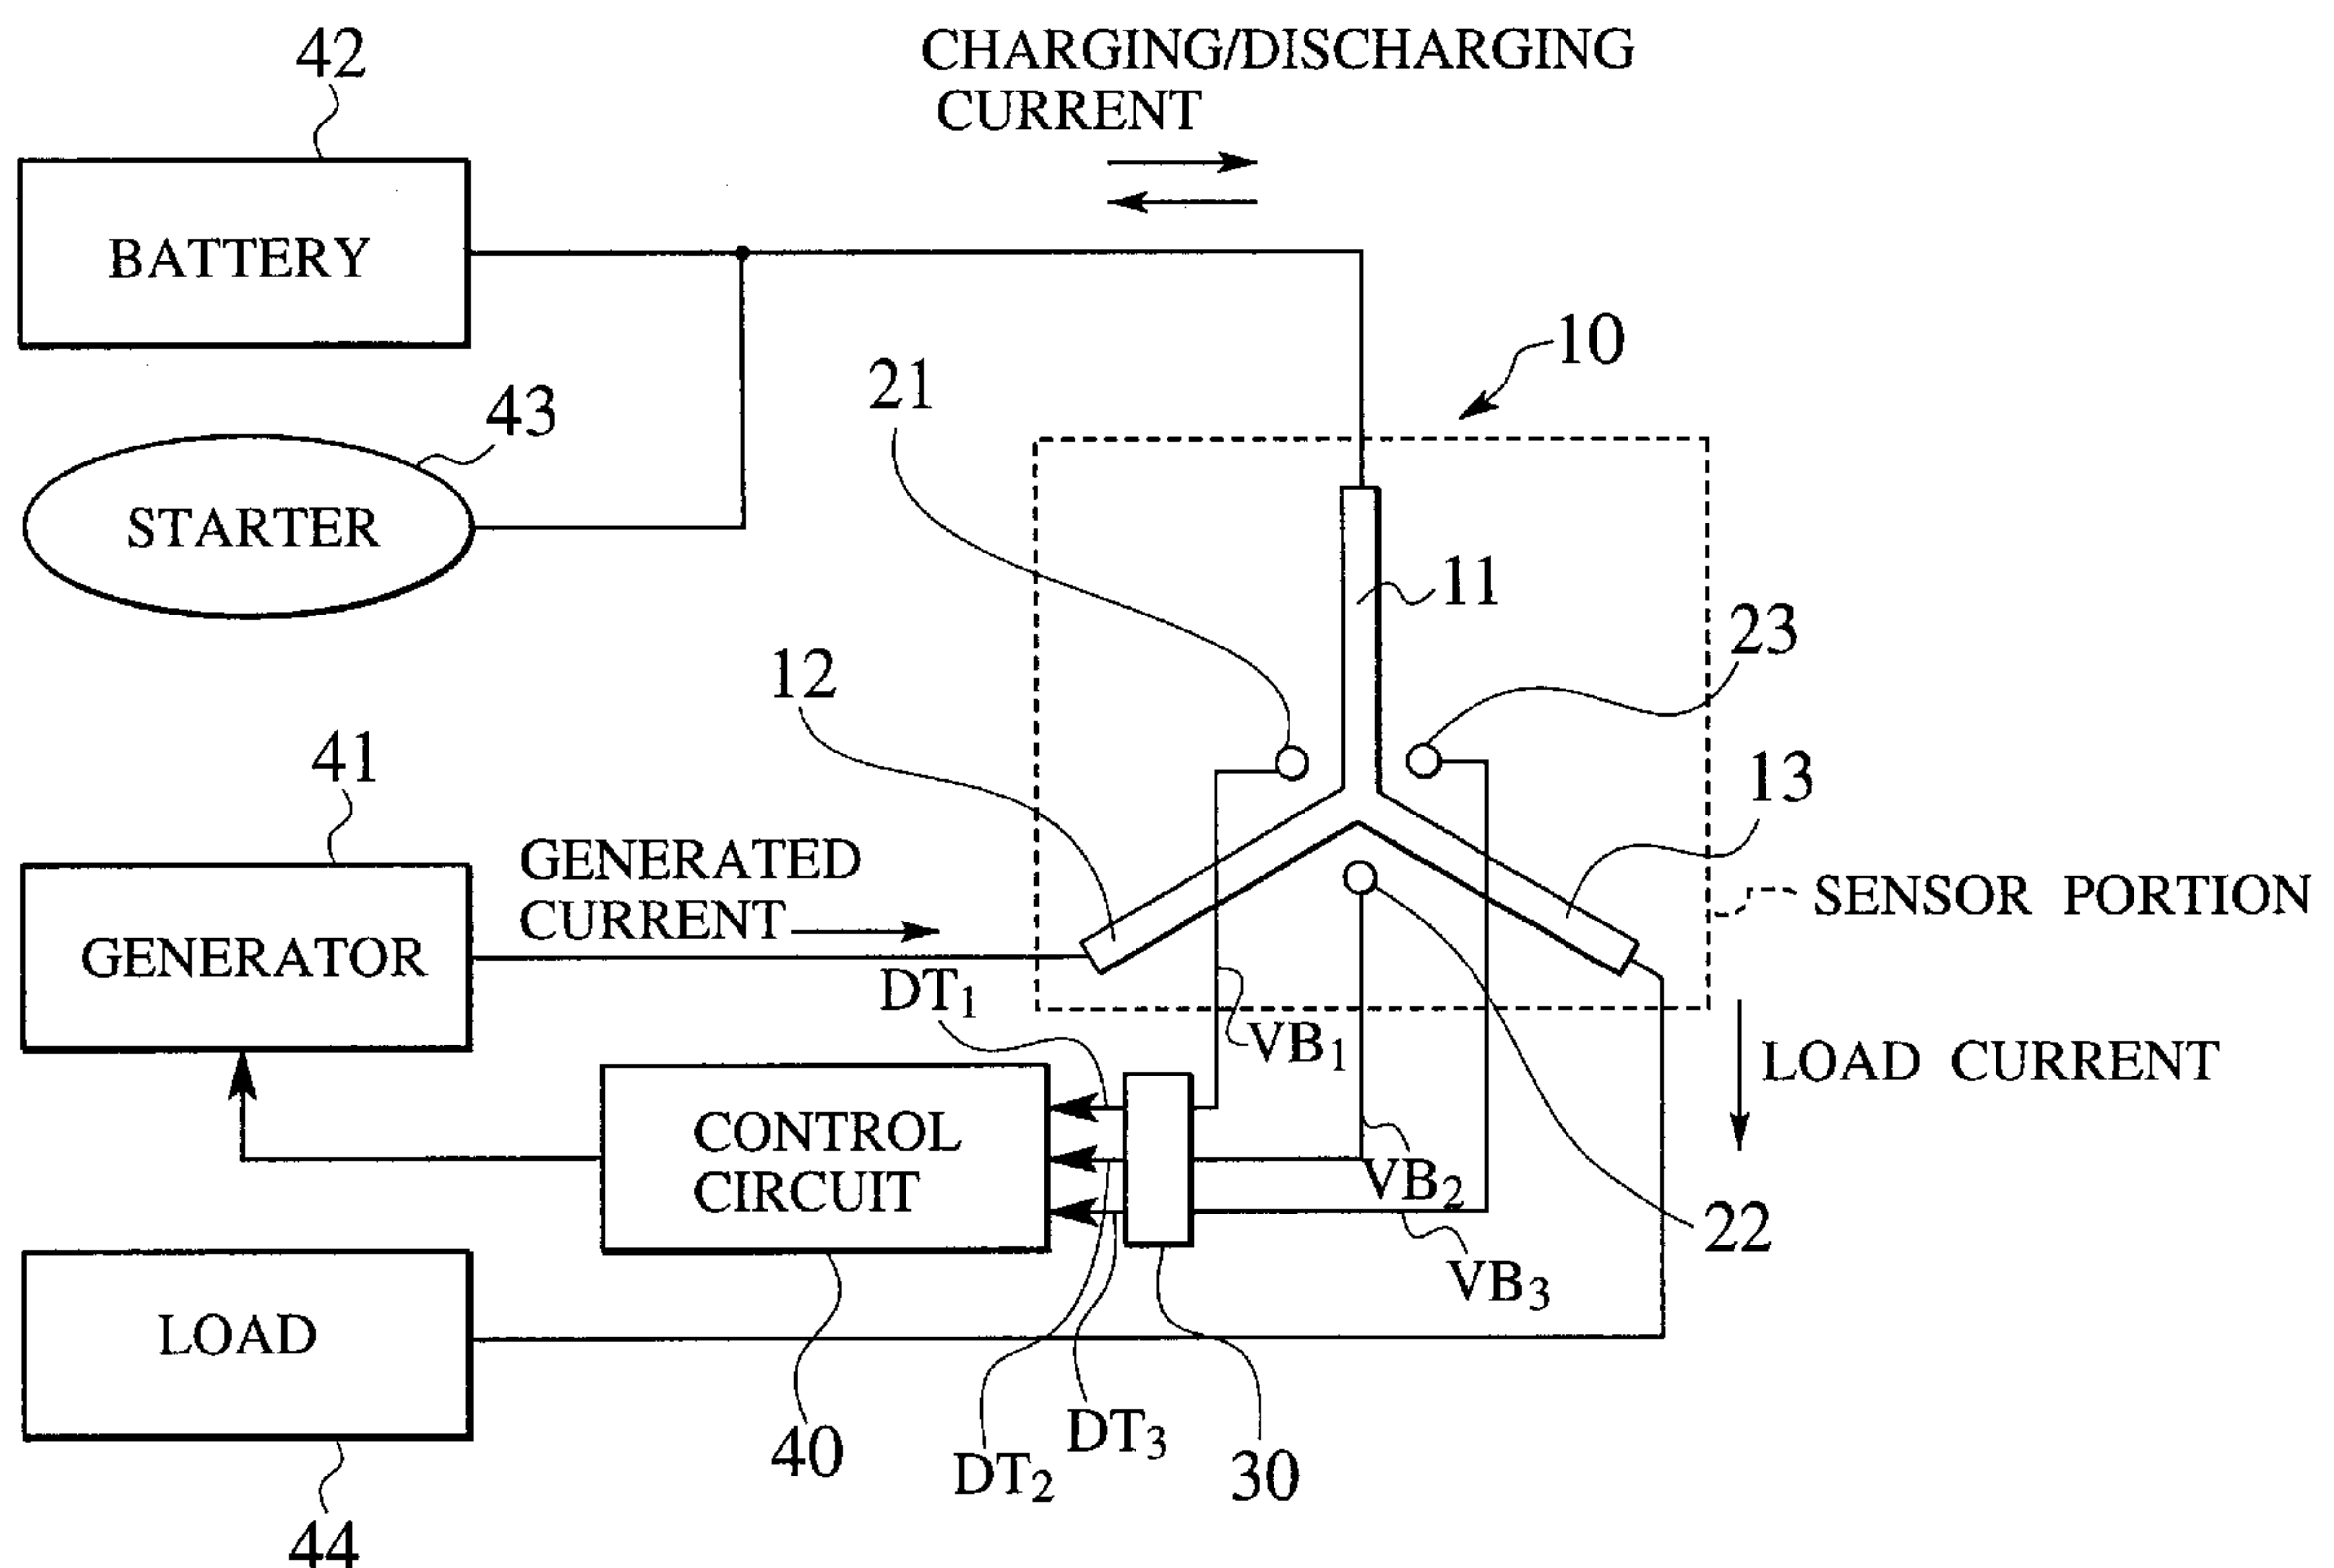 42
CHARGING/DISCHARGING
CURRENT
BATTERY
10
21
43
STARTER
11
23
12
13
41
GENERATED
CURRENT
GENERATOR
SENSOR PORTION
DT1
VB1
LOAD CURRENT
CONTROL
CIRCUIT
VB2
22
VB3
LOAD
40
DT3
DT2
30
44